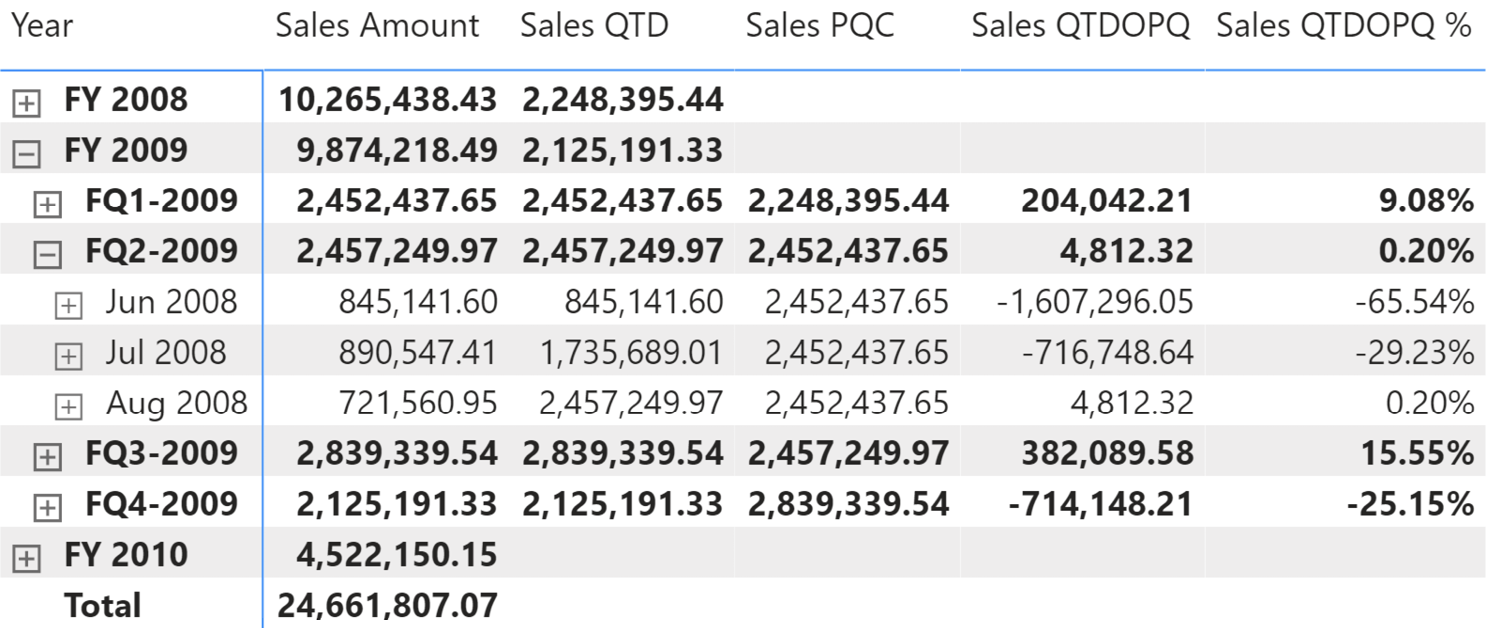 Year Sales Amount Sales QTD Sales PQC Sales QTDOPQ Sales QTDOPQ %
FY 2008 10,265,438.43 2,248,395.44
FY 2009 9,874,218.49 2,125,191.33
FQ1-2009 2,452,437.65 2,452,437.65 2,248,395.44 204,042.21 9.08%
FQ2-2009 2,457,249.97 2,457,249.97 2,452,437.65 4,812.32 0.20%
Jun 2008 845,141.60 845,141.60 2,452,437.65 -1,607,296.05 -65.54%
Jul 2008 890,547.41 1,735,689.01 2,452,437.65 -716,748.64 -29.23%
Aug 2008 721,560.95 2,457,249.97 2,452,437.65 4,812.32 0.20%
FQ3-2009 2,839,339.54 2,839,339.54 2,457,249.97 382,089.58 15.55%
FQ4-2009 2,125,191.33 2,125,191.33 2,839,339.54 -714,148.21 -25.15%
FY 2010 4,522,150.15
Total 24,661,807.07